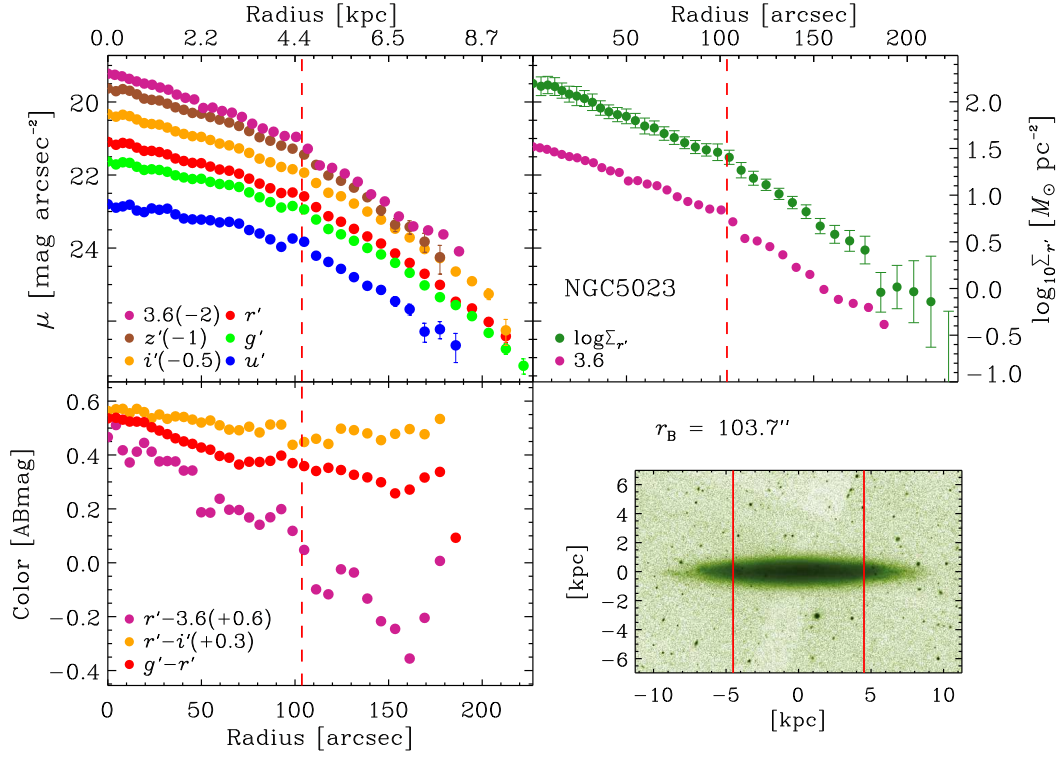 Radius [kpc]
0.0 2.2 4.4 6.5 8.7
Radius [arcsec]
50 100 150 200
μ [mag arcsec⁻²]
20
22
24
3.6(−2) r′
z′(−1) g′
i′(−0.5) u′
NGC5023
logΣr′
3.6
2.0
1.5
1.0
0.5
0.0
−0.5
−1.0
log₁₀Σr′ [M⊙ pc⁻²]
Color [ABmag]
0.6
0.4
0.2
0.0
−0.2
−0.4
r′−3.6(+0.6)
r′−i′(+0.3)
g′−r′
0 50 100 150 200
Radius [arcsec]
rB = 103.7″
[kpc]
6
4
2
0
−2
−4
−6
−10 −5 0 5 10
[kpc]